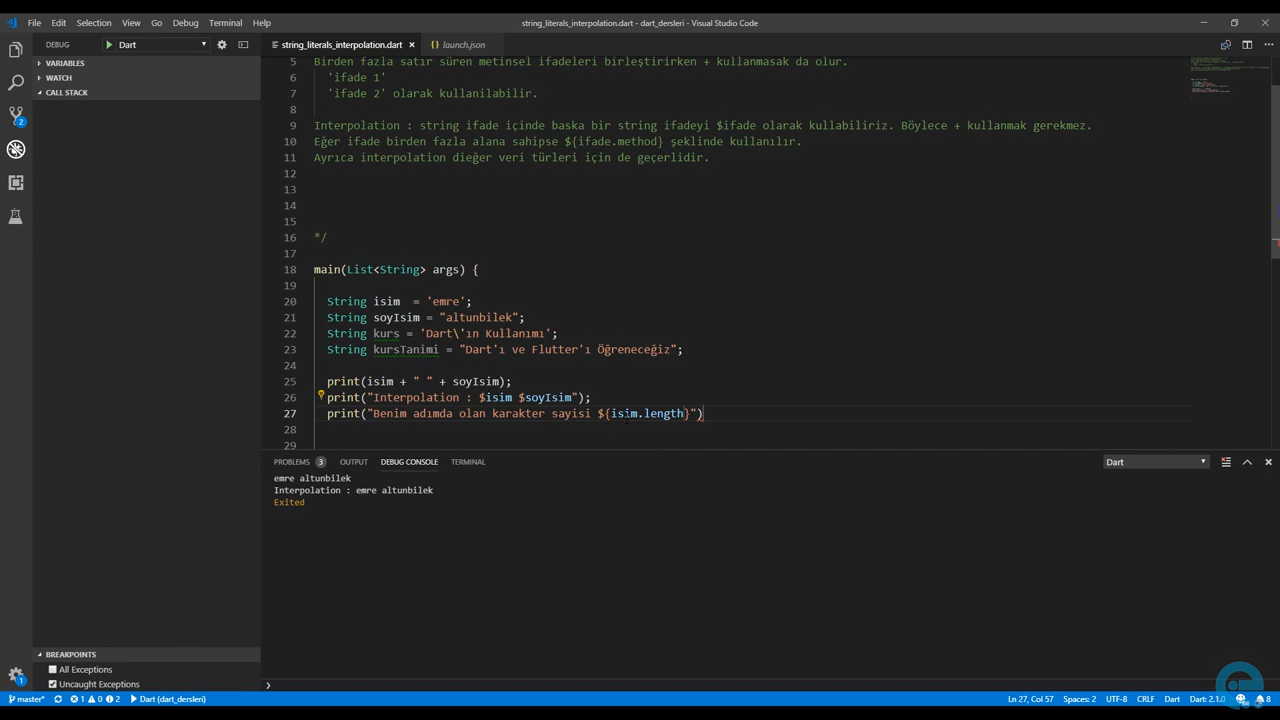 File Edit Selection View Go Debug Terminal Help
string_literals_interpolation.dart - dart_dersleri - Visual Studio Code
DEBUG Dart
string_literals_interpolation.dart launch.json
VARIABLES
WATCH
CALL STACK
5 Birden fazla satır süren metinsel ifadeleri birleştirirken + kullanmasak da olur.
6 'ifade 1'
7 'ifade 2' olarak kullanilabilir.
8
9 Interpolation : string ifade içinde baska bir string ifadeyi $ifade olarak kullabiliriz. Böylece + kullanmak gerekmez.
10 Eğer ifade birden fazla alana sahipse ${ifade.method} şeklinde kullanılır.
11 Ayrıca interpolation dieğer veri türleri için de geçerlidir.
12
13
14
15
16 */
17
18 main(List<String> args) {
19
20 String isim  = 'emre';
21 String soyIsim = "altunbilek";
22 String kurs = 'Dart\'ın Kullanımı';
23 String kursTanimi = "Dart'ı ve Flutter'ı Öğreneceğiz";
24
25 print(isim + " " + soyIsim);
26 print("Interpolation : $isim $soyIsim");
27 print("Benim adımda olan karakter sayisi ${isim.length}")
28
29
PROBLEMS 3 OUTPUT DEBUG CONSOLE TERMINAL Dart
emre altunbilek
Interpolation : emre altunbilek
Exited
BREAKPOINTS
All Exceptions
Uncaught Exceptions
2
1
master* 1 0 2 Dart (dart_dersleri) Ln 27, Col 57 Spaces: 2 UTF-8 CRLF Dart Dart: 2.1.0 8